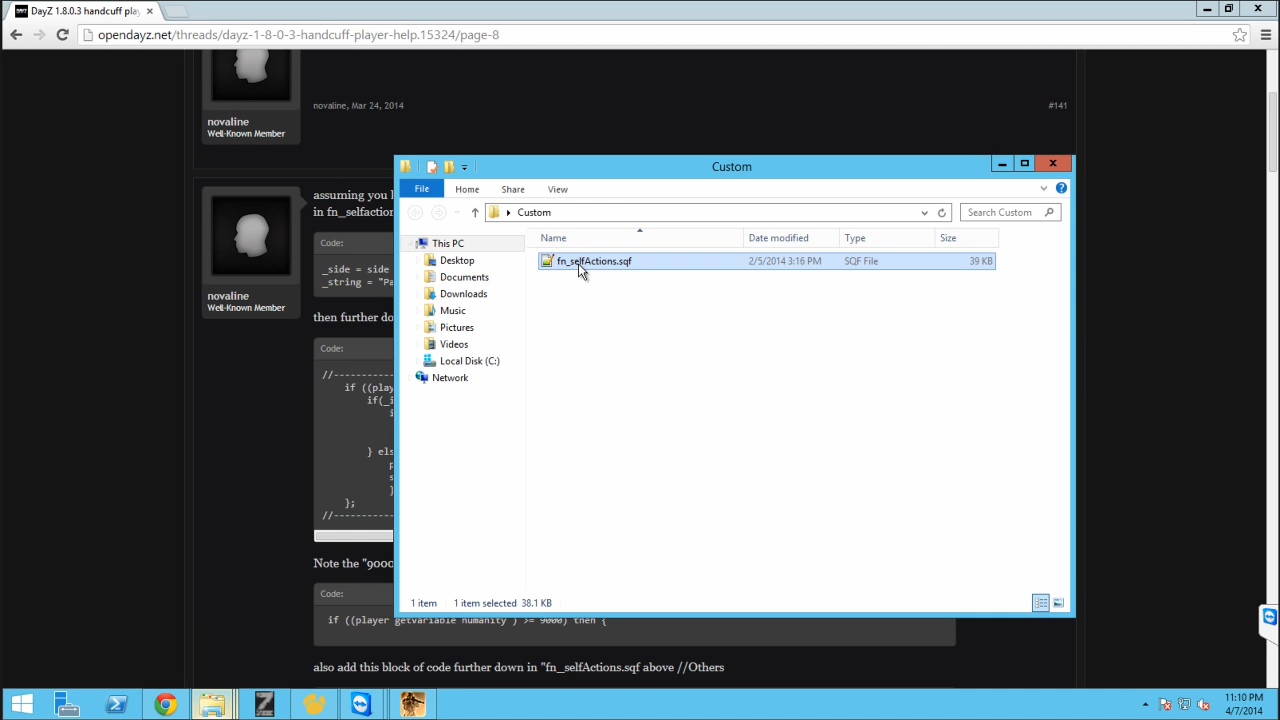 DayZ 1.8.0.3 handcuff pla
opendayz.net/threads/dayz-1-8-0-3-handcuff-player-help.15324/page-8
novaline, Mar 24, 2014
#141
novaline
Well-Known Member
Custom
File Home Share View
Custom
Search Custom
Name Date modified Type Size
fn_selfActions.sqf 2/5/2014 3:16 PM SQF File 39 KB
This PC
Desktop
Documents
Downloads
Music
Pictures
Videos
Local Disk (C:)
Network
1 item 1 item selected 38.1 KB
assuming you
in fn_selfaction
Code:
_side = side
_string = "Pa
novaline
Well-Known Member
then further do
Code:
//------------
if ((play
if(_i
} els
p
s
}
};
//------------
Note the "9000
Code:
if ((player getvariable humanity ) >= 9000) then {
also add this block of code further down in "fn_selfActions.sqf above //Others
11:10 PM
4/7/2014